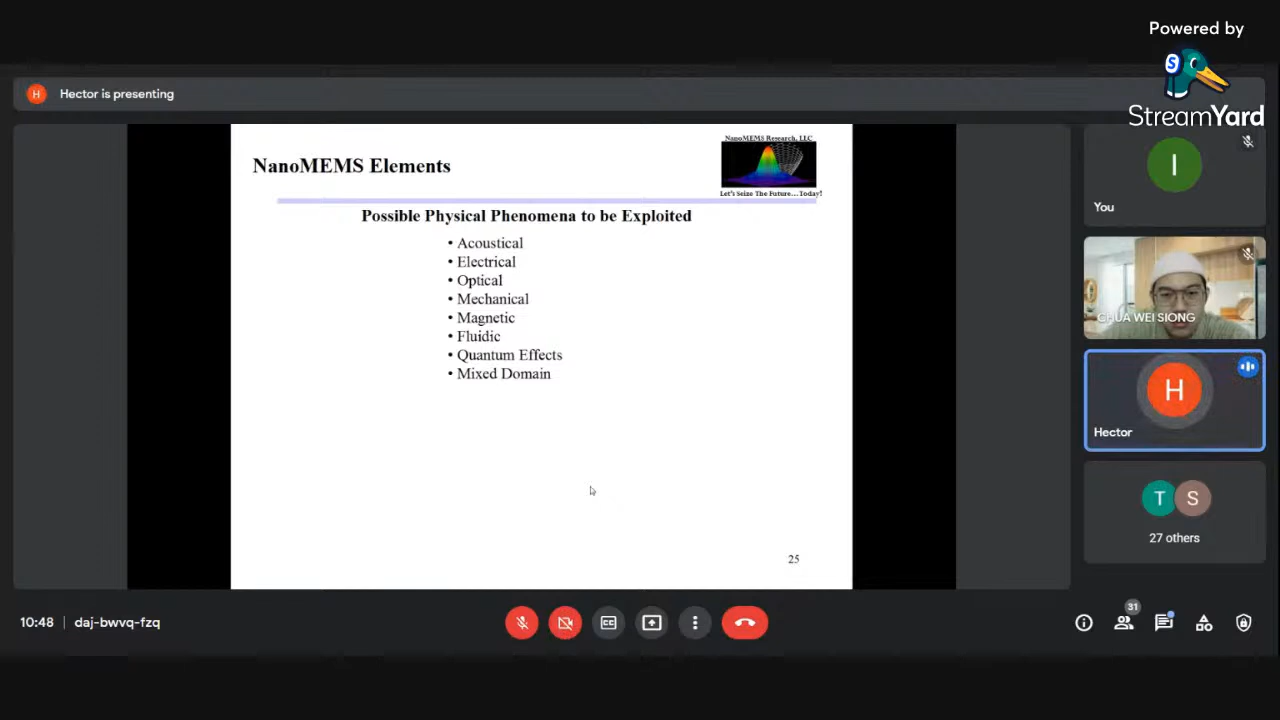 Powered by
StreamYard
H
Hector is presenting
NanoMEMS Elements
NanoMEMS Research, LLC
Let's Seize The Future...Today!
Possible Physical Phenomena to be Exploited
• Acoustical
• Electrical
• Optical
• Mechanical
• Magnetic
• Fluidic
• Quantum Effects
• Mixed Domain
25
I
You
CHUA WEI SIONG
H
Hector
T S
27 others
10:48 | daj-bwvq-fzq
CC
31